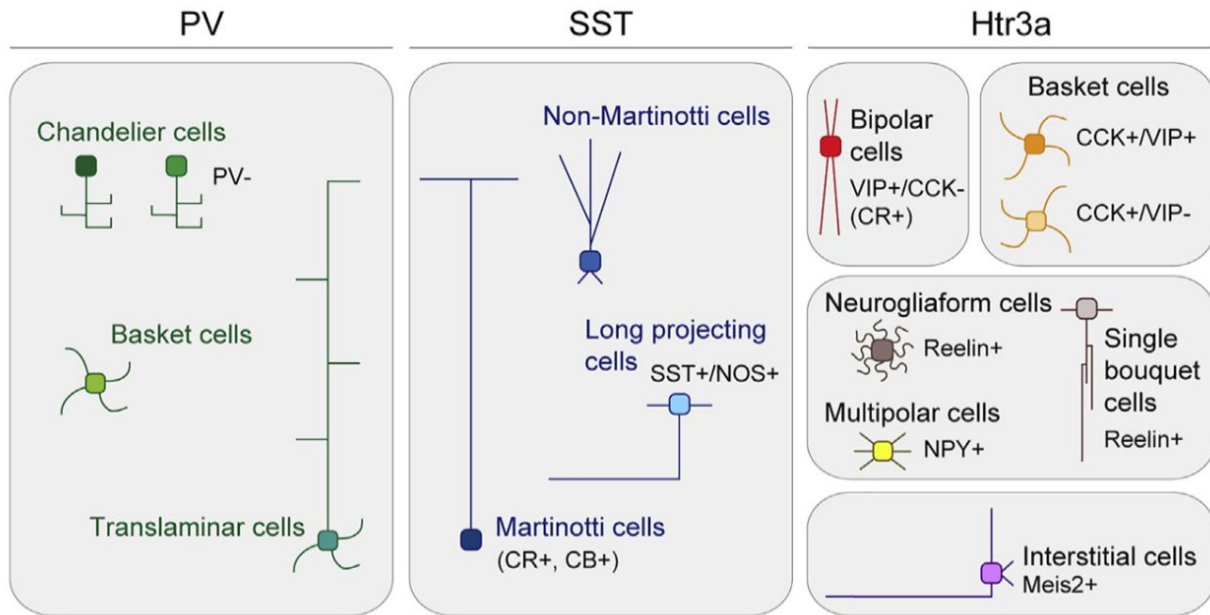 PV
SST
Htr3a
Chandelier cells
PV-
Basket cells
Translaminar cells
Non-Martinotti cells
Long projecting
cells
SST+/NOS+
Martinotti cells
(CR+, CB+)
Bipolar
cells
VIP+/CCK-
(CR+)
Basket cells
CCK+/VIP+
CCK+/VIP-
Neurogliaform cells
Reelin+
Multipolar cells
NPY+
Single
bouquet
cells
Reelin+
Interstitial cells
Meis2+